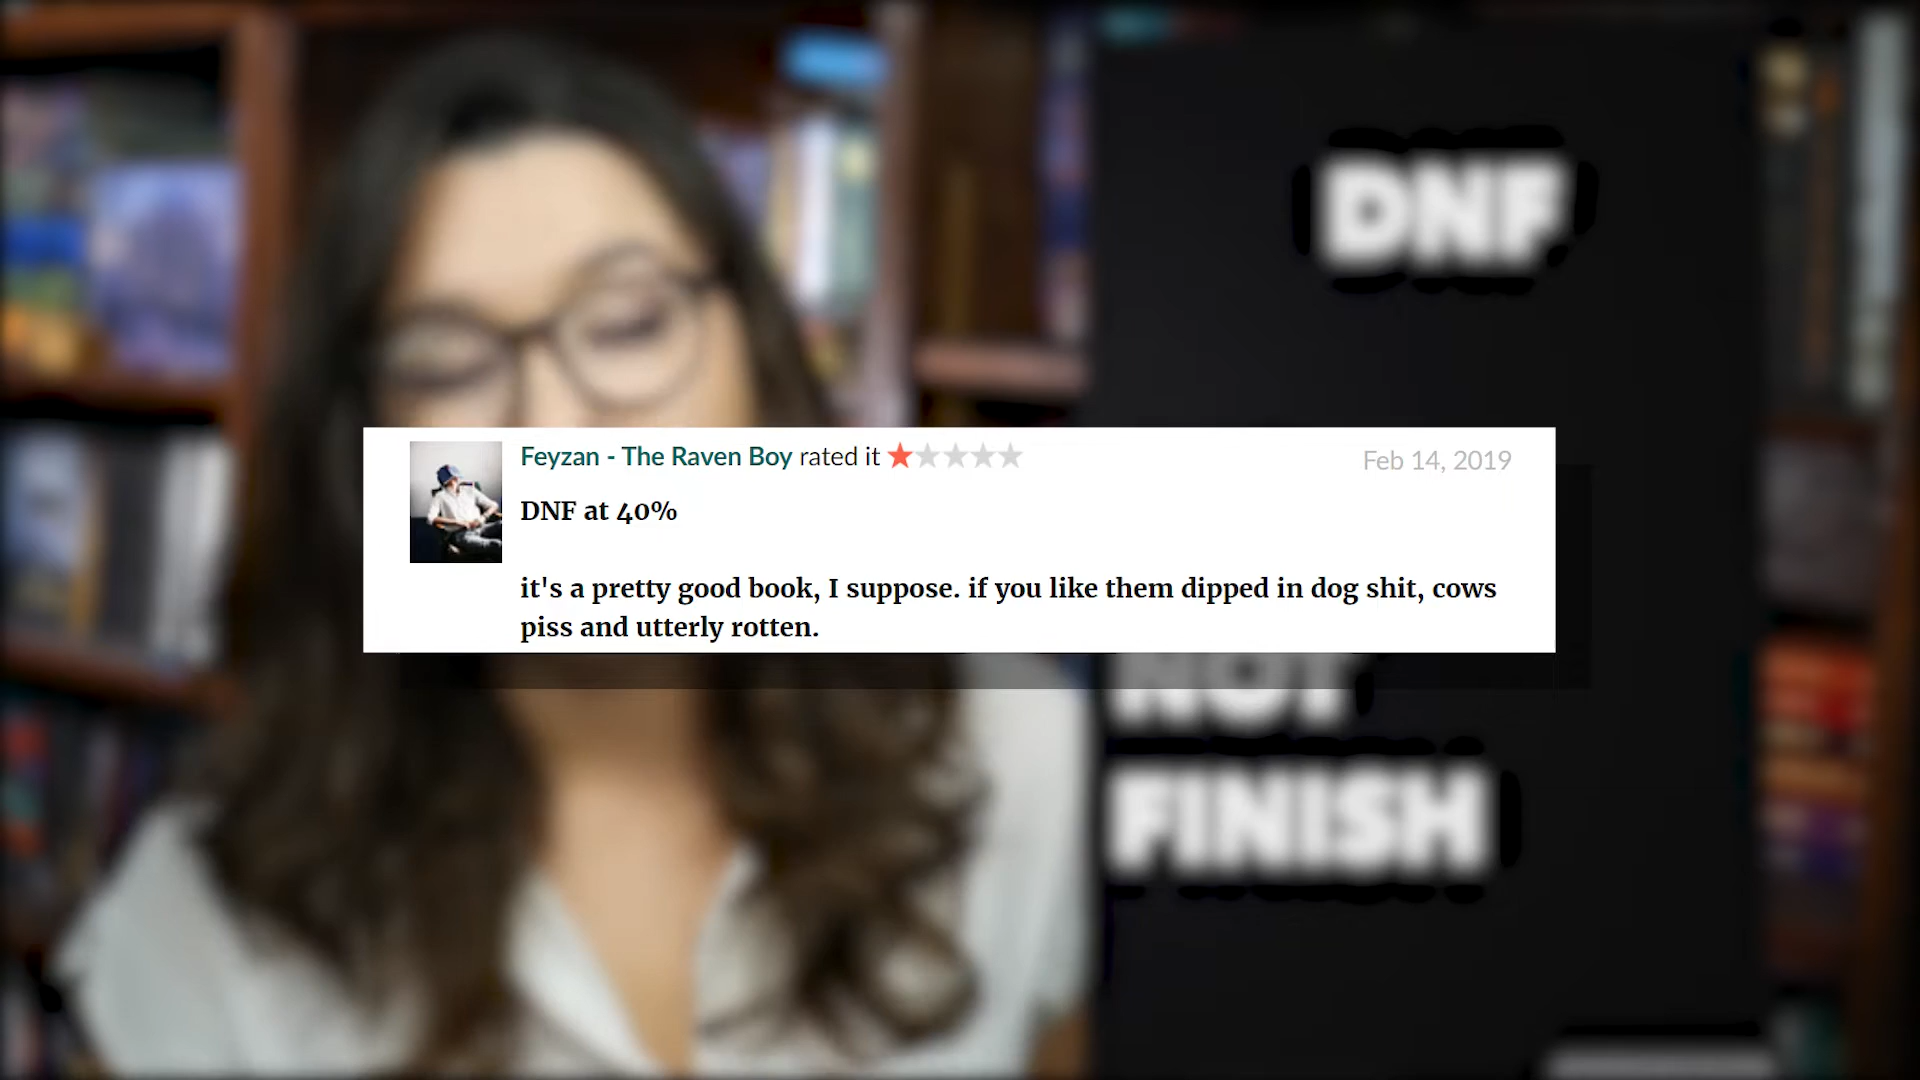 DNF
Feyzan - The Raven Boy rated it
Feb 14, 2019
DNF at 40%
it's a pretty good book, I suppose. if you like them dipped in dog shit, cows
piss and utterly rotten.
NOT
FINISH